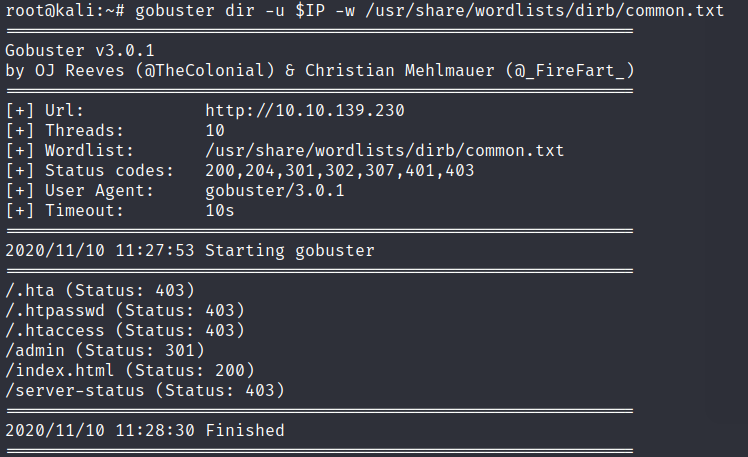 root@kali:~# gobuster dir -u $IP -w /usr/share/wordlists/dirb/common.txt
===============================================================
Gobuster v3.0.1
by OJ Reeves (@TheColonial) & Christian Mehlmauer (@_FireFart_)
===============================================================
[+] Url:            http://10.10.139.230
[+] Threads:        10
[+] Wordlist:       /usr/share/wordlists/dirb/common.txt
[+] Status codes:   200,204,301,302,307,401,403
[+] User Agent:     gobuster/3.0.1
[+] Timeout:        10s
===============================================================
2020/11/10 11:27:53 Starting gobuster
===============================================================
/.hta (Status: 403)
/.htpasswd (Status: 403)
/.htaccess (Status: 403)
/admin (Status: 301)
/index.html (Status: 200)
/server-status (Status: 403)
===============================================================
2020/11/10 11:28:30 Finished
===============================================================